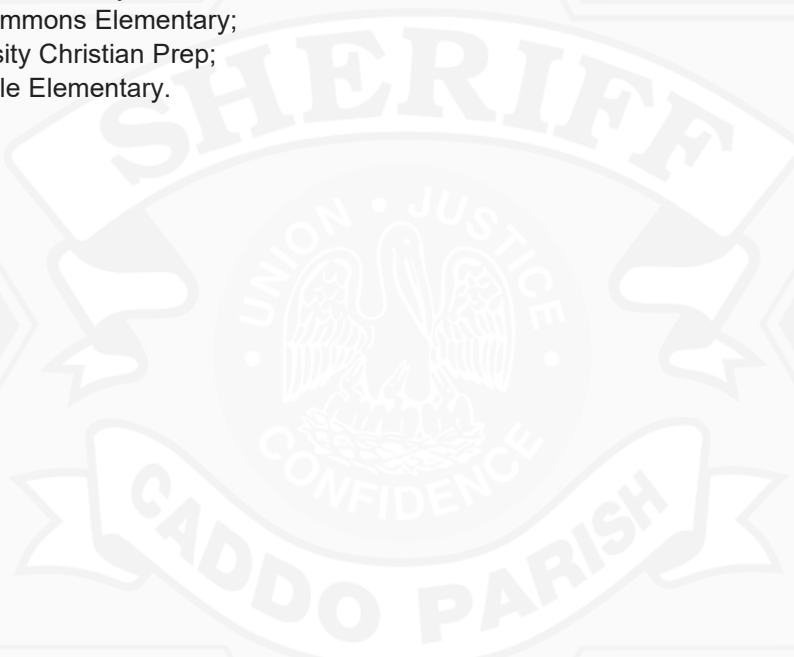 mmons Elementary;
sity Christian Prep;
le Elementary.
SHERIFF
UNION • JUSTICE
• CONFIDENCE •
CADDO PARISH